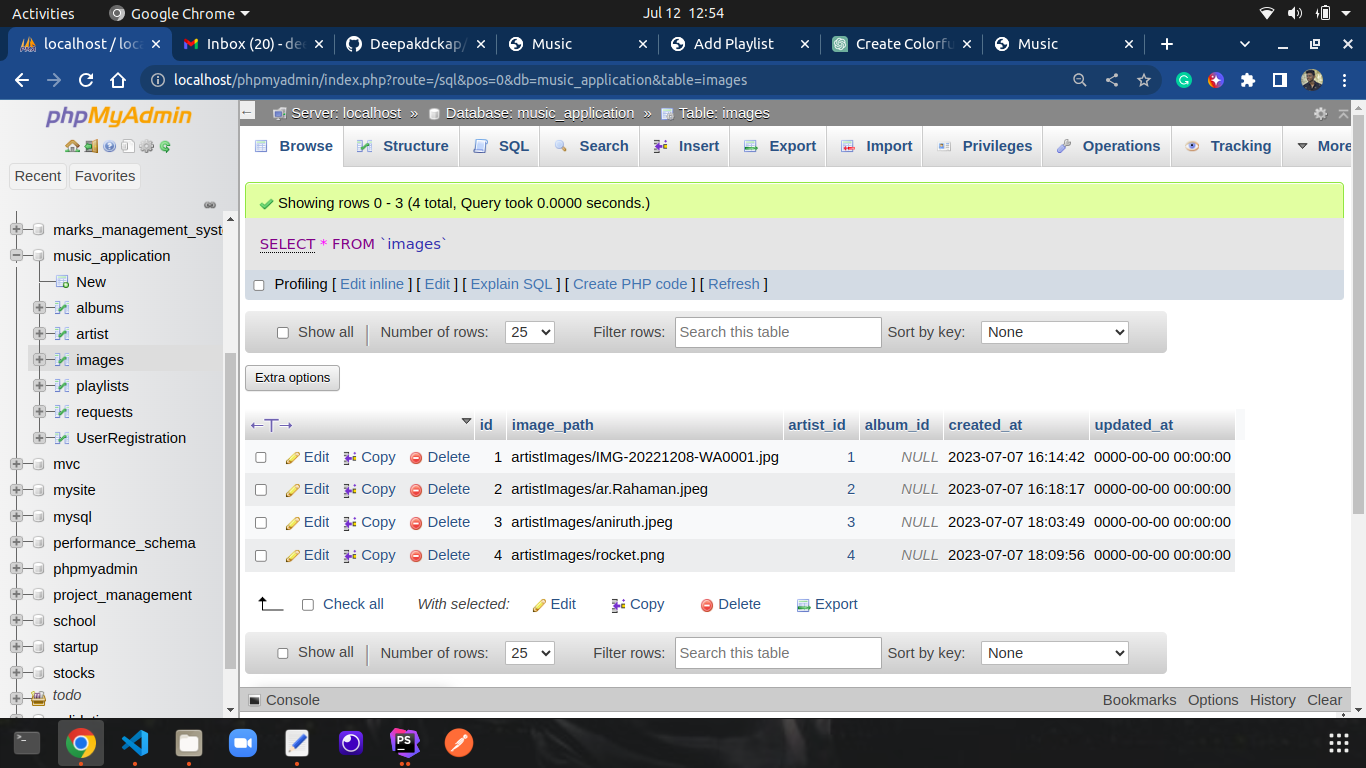 Activities Google Chrome Jul 12 12:54
localhost / loca Inbox (20) - dee Deepakdckap/ Music Add Playlist Create Colorfu Music
localhost/phpmyadmin/index.php?route=/sql&pos=0&db=music_application&table=images
phpMyAdmin
Recent Favorites
marks_management_syst
music_application
New
albums
artist
images
playlists
requests
UserRegistration
mvc
mysite
mysql
performance_schema
phpmyadmin
project_management
school
startup
stocks
todo
Server: localhost » Database: music_application » Table: images
Browse Structure SQL Search Insert Export Import Privileges Operations Tracking More
Showing rows 0 - 3 (4 total, Query took 0.0000 seconds.)
SELECT * FROM `images`
Profiling [ Edit inline ] [ Edit ] [ Explain SQL ] [ Create PHP code ] [ Refresh ]
Show all Number of rows: 25 Filter rows: Search this table Sort by key: None
Extra options
←T→ id image_path artist_id album_id created_at updated_at
Edit Copy Delete 1 artistImages/IMG-20221208-WA0001.jpg 1 NULL 2023-07-07 16:14:42 0000-00-00 00:00:00
Edit Copy Delete 2 artistImages/ar.Rahaman.jpeg 2 NULL 2023-07-07 16:18:17 0000-00-00 00:00:00
Edit Copy Delete 3 artistImages/aniruth.jpeg 3 NULL 2023-07-07 18:03:49 0000-00-00 00:00:00
Edit Copy Delete 4 artistImages/rocket.png 4 NULL 2023-07-07 18:09:56 0000-00-00 00:00:00
Check all With selected: Edit Copy Delete Export
Show all Number of rows: 25 Filter rows: Search this table Sort by key: None
Console Bookmarks Options History Clear
PS